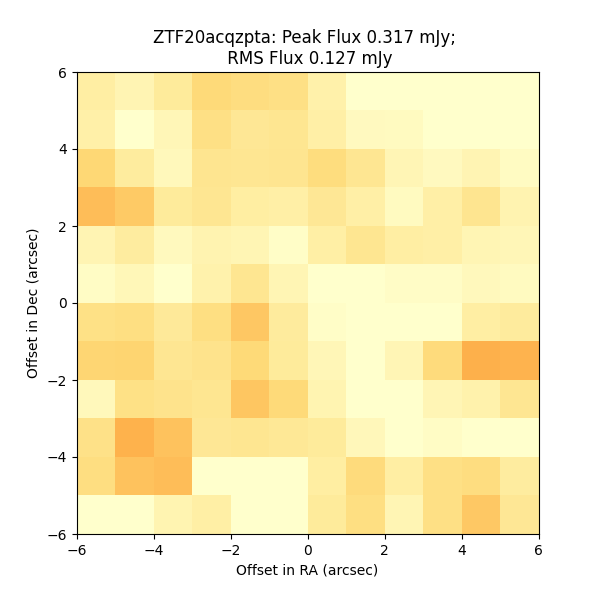 ZTF20acqzpta: Peak Flux 0.317 mJy;
RMS Flux 0.127 mJy
6
4
2
0
−2
−4
−6
Offset in Dec (arcsec)
−6 −4 −2 0 2 4 6
Offset in RA (arcsec)